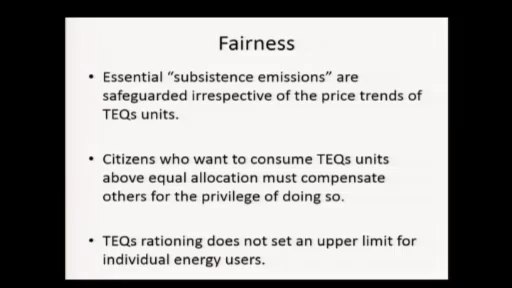 Fairness
• Essential “subsistence emissions” are
safeguarded irrespective of the price trends of
TEQs units.
• Citizens who want to consume TEQs units
above equal allocation must compensate
others for the privilege of doing so.
• TEQs rationing does not set an upper limit for
individual energy users.